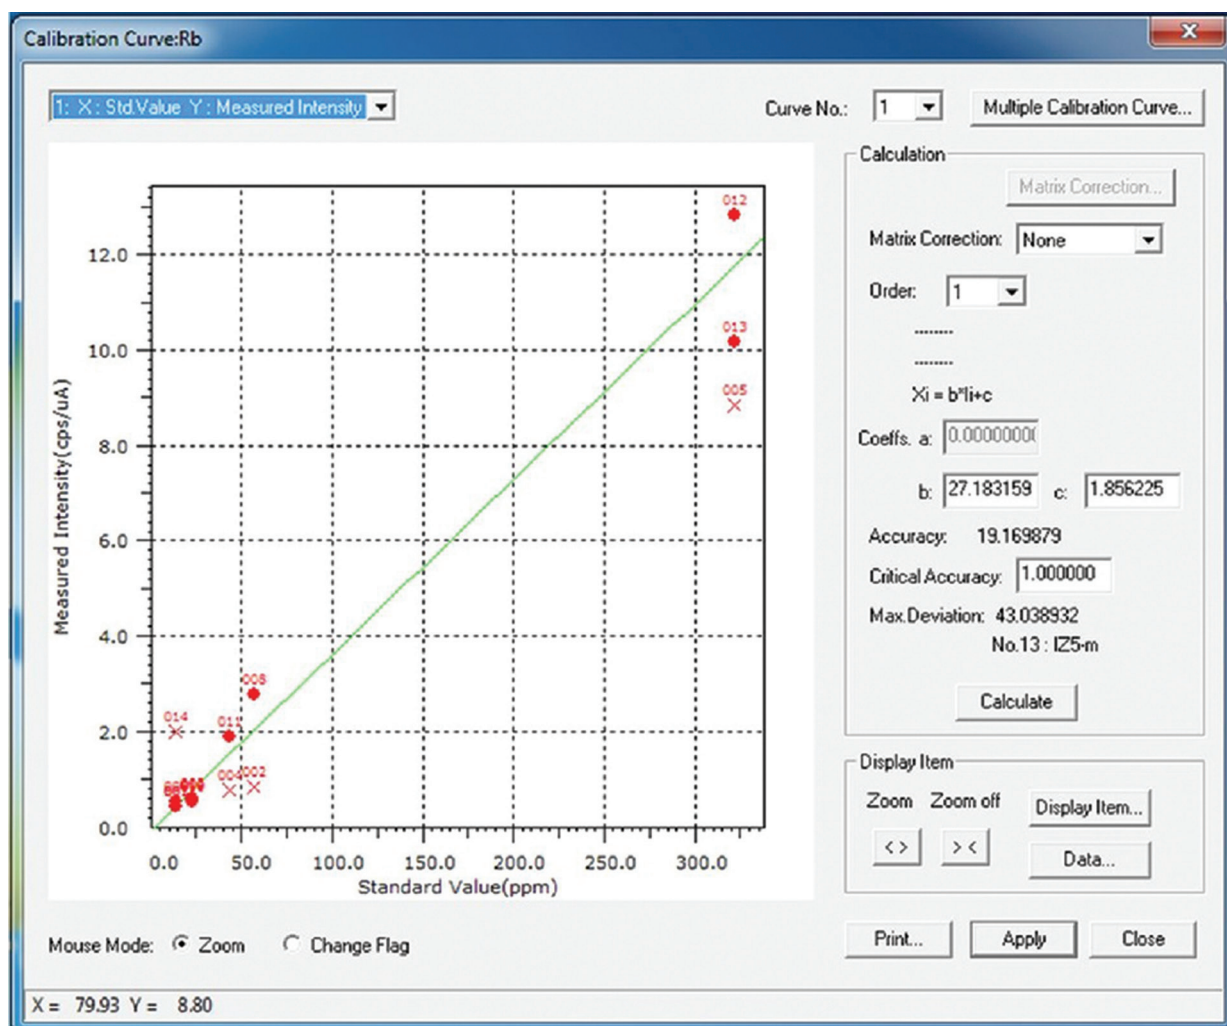 Calibration Curve:Rb
1: X : Std.Value Y : Measured Intensity
Curve No.: 1
Multiple Calibration Curve...
Measured Intensity(cps/uA)
12.0
10.0
8.0
6.0
4.0
2.0
0.0
012
013
005
008
014
011
004
002
0.0 50.0 100.0 150.0 200.0 250.0 300.0
Standard Value(ppm)
Calculation
Matrix Correction...
Matrix Correction: None
Order: 1
--------
--------
Xi = b*Ii+c
Coeffs. a: 0.0000000
b: 27.183159 c: 1.856225
Accuracy: 19.169879
Critical Accuracy: 1.000000
Max.Deviation: 43.038932
No.13 : IZ5-m
Calculate
Display Item
Zoom Zoom off
Display Item...
< > > <
Data...
Mouse Mode: Zoom Change Flag
Print... Apply Close
X = 79.93 Y = 8.80